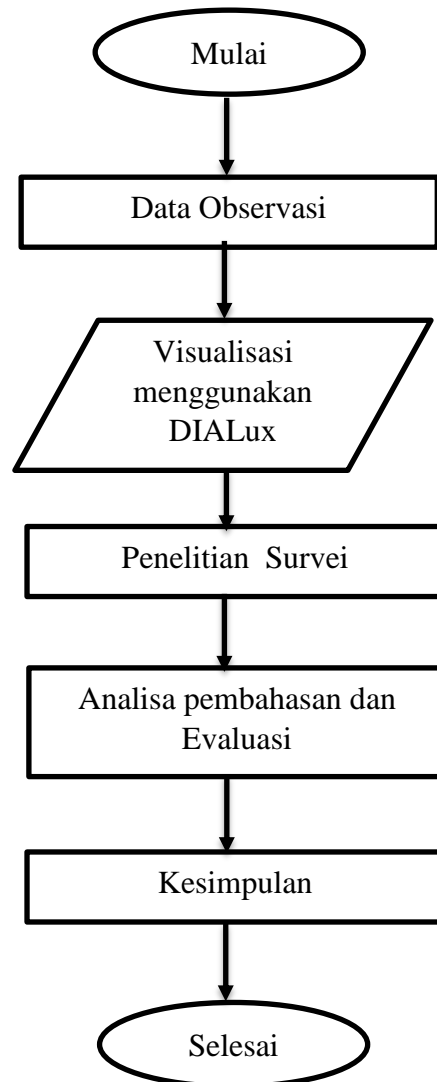 Mulai
Data Observasi
Visualisasi
menggunakan
DIALux
Penelitian Survei
Analisa pembahasan dan
Evaluasi
Kesimpulan
Selesai